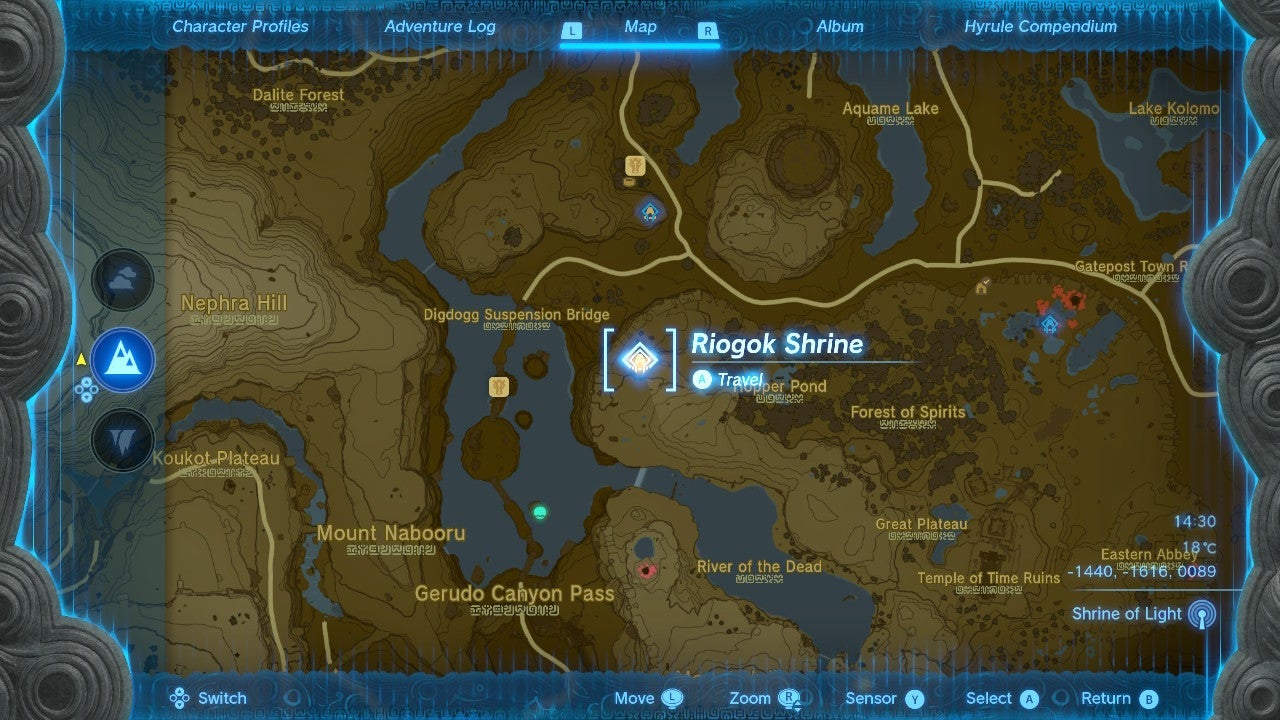 Character Profiles
Adventure Log
L
Map
R
Album
Hyrule Compendium
Dalite Forest
Aquame Lake
Lake Kolomo
Gatepost Town R
Nephra Hill
Digdogg Suspension Bridge
Riogok Shrine
A Travel
Hopper Pond
Forest of Spirits
Koukot Plateau
Great Plateau
14:30
18°C
Mount Nabooru
Eastern Abbey
River of the Dead
Temple of Time Ruins
-1440, -1616, 0089
Gerudo Canyon Pass
Shrine of Light
Switch
Move L
Zoom R
Sensor Y
Select A
Return B